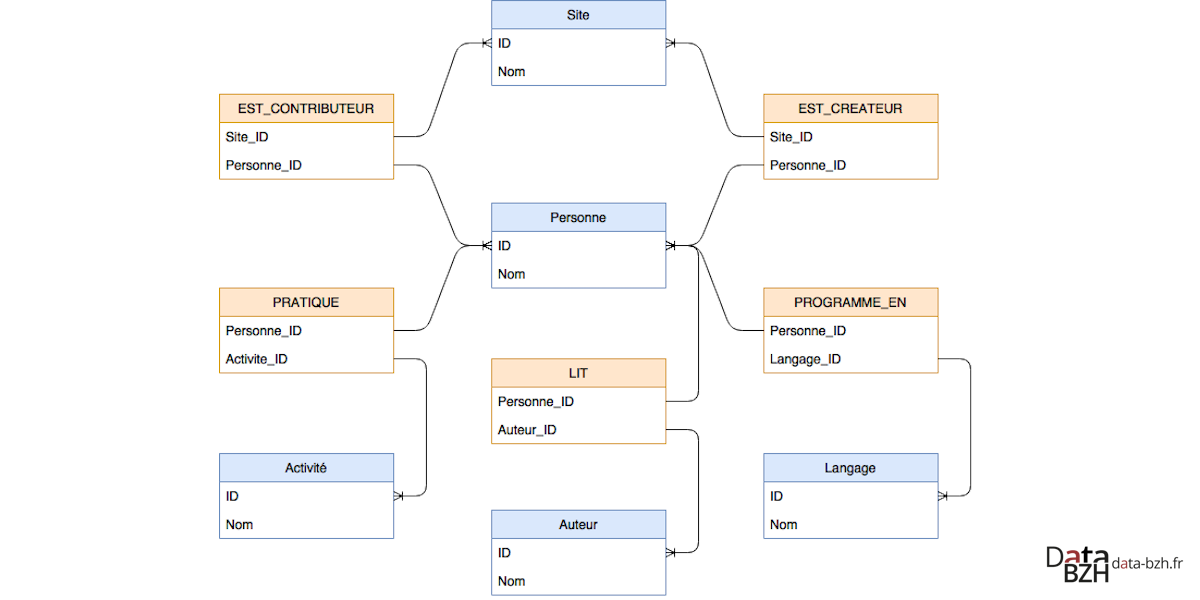 Site
ID
Nom
EST_CONTRIBUTEUR
Site_ID
Personne_ID
EST_CREATEUR
Site_ID
Personne_ID
Personne
ID
Nom
PRATIQUE
Personne_ID
Activite_ID
PROGRAMME_EN
Personne_ID
Langage_ID
LIT
Personne_ID
Auteur_ID
Activité
ID
Nom
Langage
ID
Nom
Auteur
ID
Nom
Data
BZH
data-bzh.fr